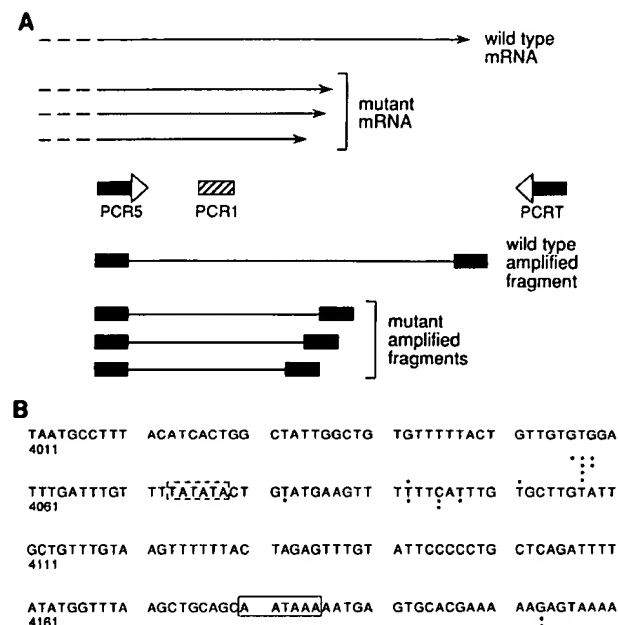 A
wild type
mRNA
mutant
mRNA
PCR5
PCR1
PCRT
wild type
amplified
fragment
mutant
amplified
fragments
B
TAATGCCTTT ACATCACTGG CTATTGGCTG TGTTTTTACT GTTGTGTGGA
4011
TTTGATTTGT TTTATATACT GTATGAAGTT TTTTCATTTG TGCTTGTATT
4061
GCTGTTTGTA AGTTTTTTAC TAGAGTTTGT ATTCCCCCTG CTCAGATTTT
4111
ATATGGTTTA AGCTGCAGCA ATAAAAATGA GTGCACGAAA AAGAGTAAAA
4161